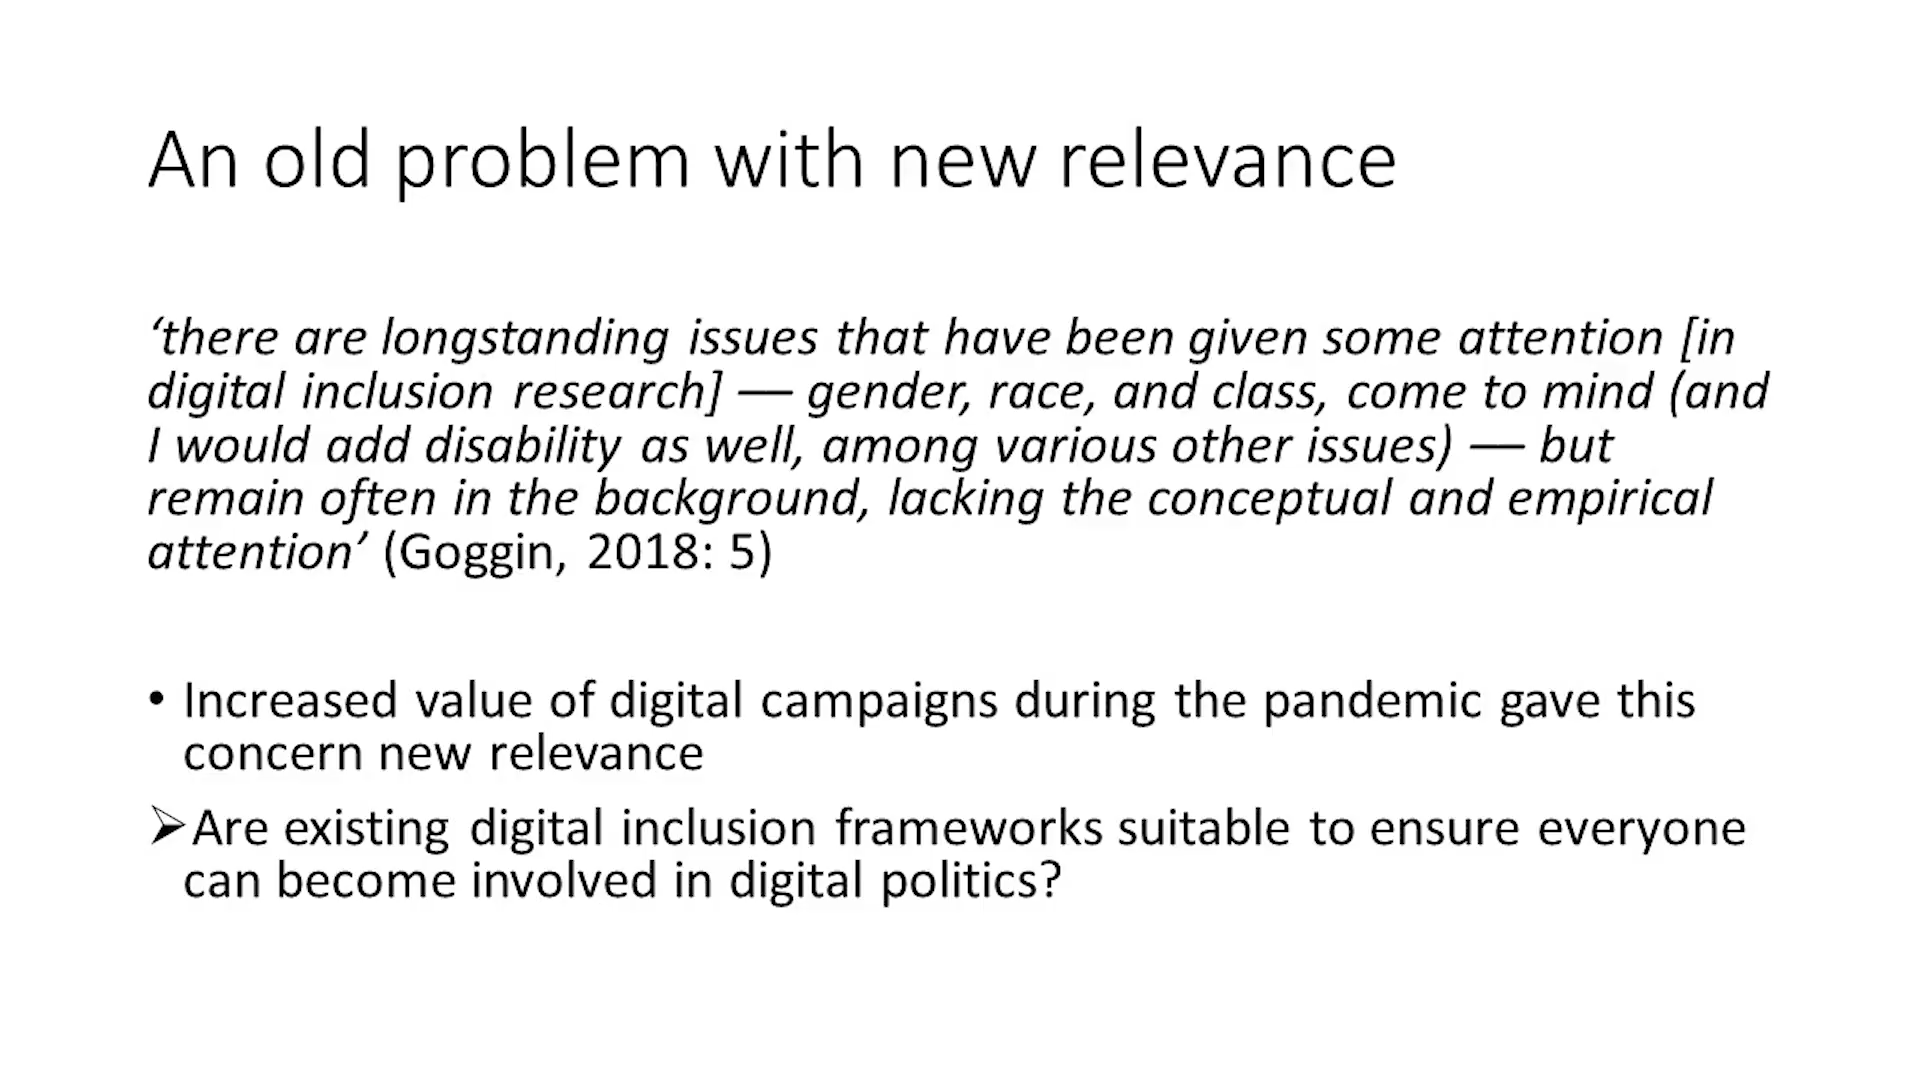 An old problem with new relevance
‘there are longstanding issues that have been given some attention [in
digital inclusion research] — gender, race, and class, come to mind (and
I would add disability as well, among various other issues) — but
remain often in the background, lacking the conceptual and empirical
attention’ (Goggin, 2018: 5)
• Increased value of digital campaigns during the pandemic gave this
concern new relevance
➢Are existing digital inclusion frameworks suitable to ensure everyone
can become involved in digital politics?